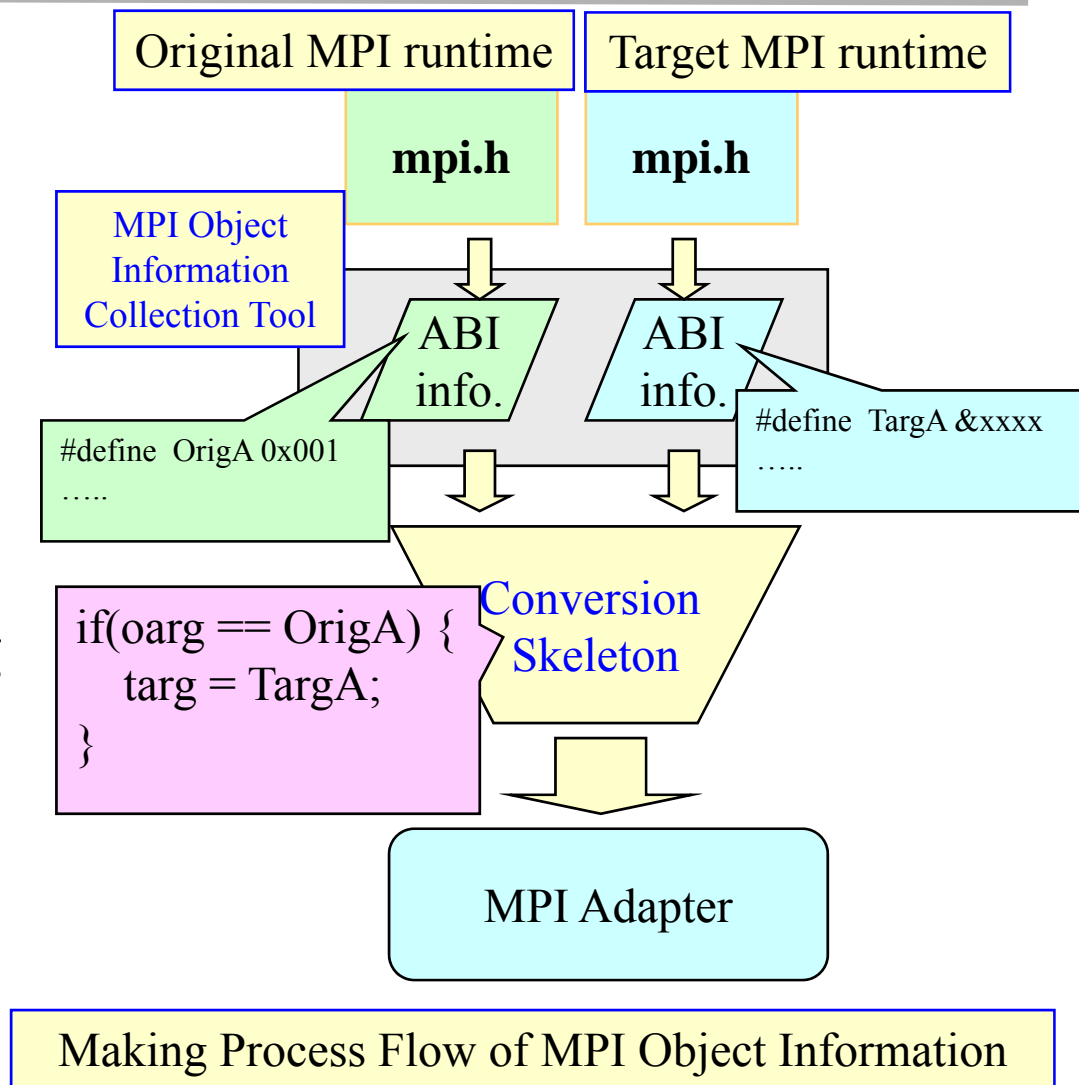 Original MPI runtime
Target MPI runtime
mpi.h
mpi.h
MPI Object
Information
Collection Tool
ABI
info.
ABI
info.
#define OrigA 0x001
…..
#define TargA &xxxx
…..
Conversion
Skeleton
if(oarg == OrigA) {
targ = TargA;
}
MPI Adapter
Making Process Flow of MPI Object Information